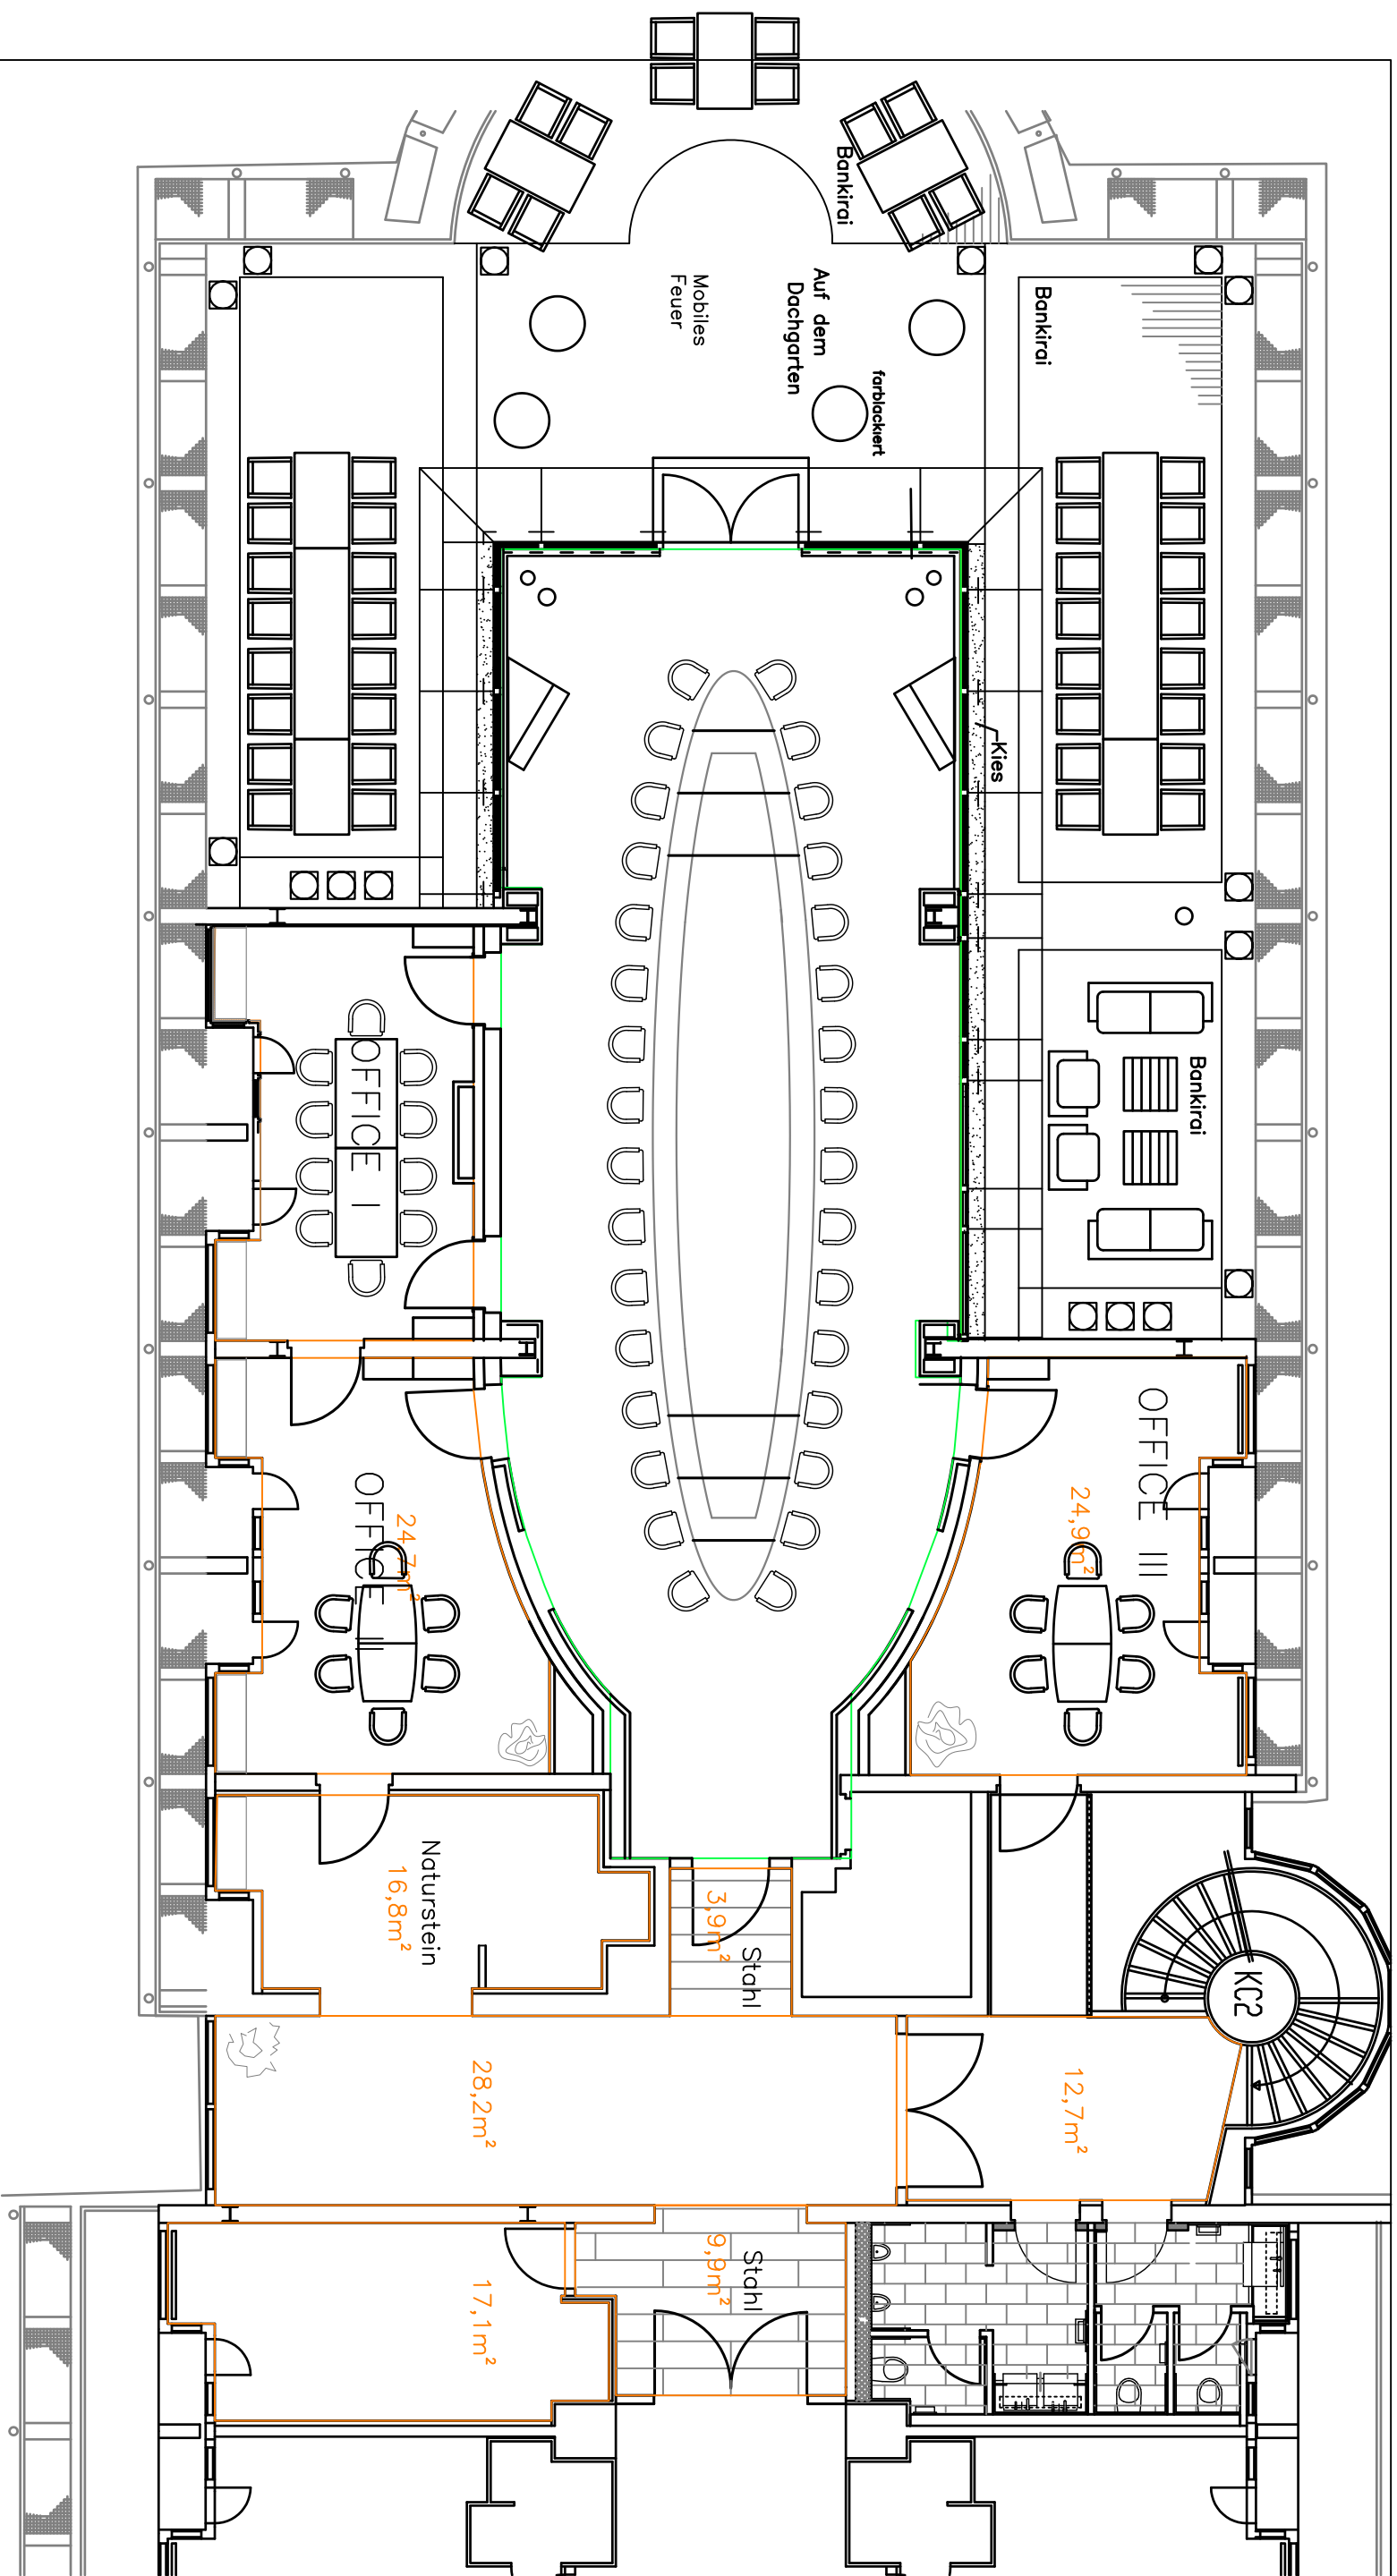 Bankirai
Auf dem
Dachgarten
Mobiles
Feuer
farblackiert
Bankirai
Kies
Bankirai
OFFICE I
OFFICE III
24,9m²
OFFICE II
24,7m²
Naturstein
16,8m²
3,9m²
Stahl
KC2
28,2m²
12,7m²
Stahl
9,9m²
17,1m²